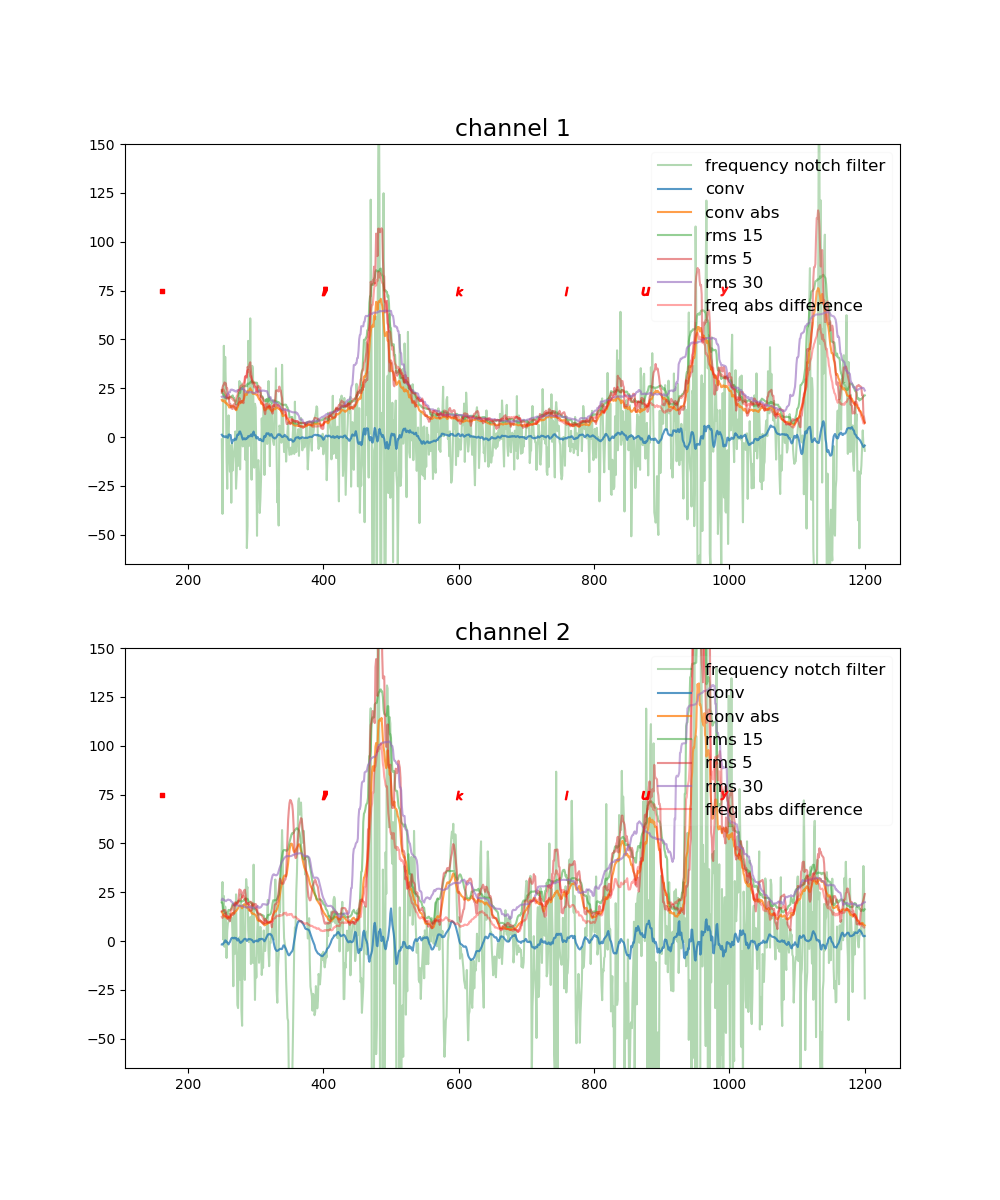 channel 1
150
125
100
75
50
25
0
−25
−50
frequency notch filter
conv
conv abs
rms 15
rms 5
rms 30
freq abs difference
. , k l u y
200 400 600 800 1000 1200
channel 2
150
125
100
75
50
25
0
−25
−50
frequency notch filter
conv
conv abs
rms 15
rms 5
rms 30
freq abs difference
. , k l u y
200 400 600 800 1000 1200